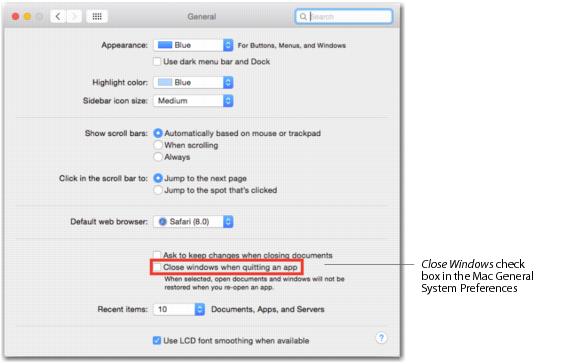 General
Search
Appearance: Blue For Buttons, Menus, and Windows
Use dark menu bar and Dock
Highlight color: Blue
Sidebar icon size: Medium
Show scroll bars: Automatically based on mouse or trackpad
When scrolling
Always
Click in the scroll bar to: Jump to the next page
Jump to the spot that's clicked
Default web browser: Safari (8.0)
Ask to keep changes when closing documents
Close windows when quitting an app
When selected, open documents and windows will not be
restored when you re-open an app.
Recent items: 10 Documents, Apps, and Servers
Use LCD font smoothing when available
?
Close Windows check
box in the Mac General
System Preferences